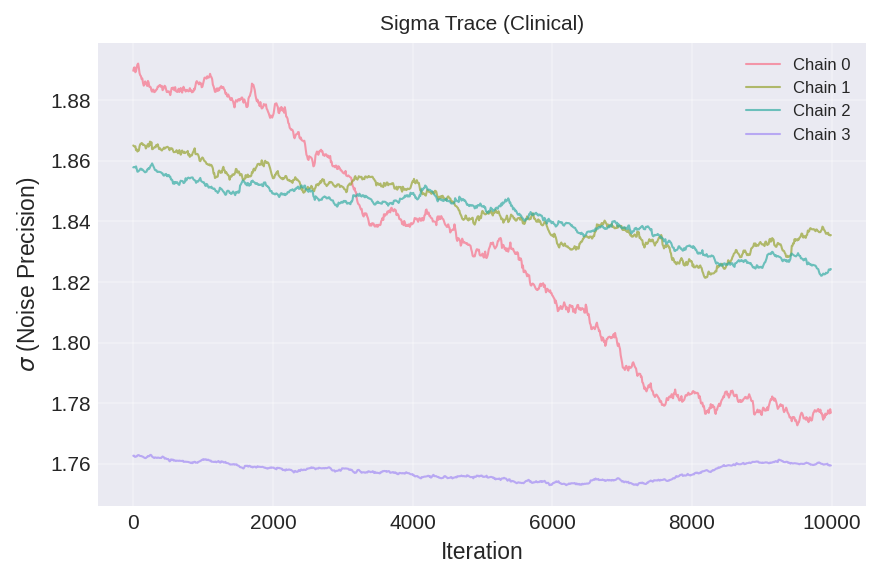 Sigma Trace (Clinical)
Chain 0
Chain 1
Chain 2
Chain 3
σ (Noise Precision)
1.88
1.86
1.84
1.82
1.80
1.78
1.76
0 2000 4000 6000 8000 10000
Iteration